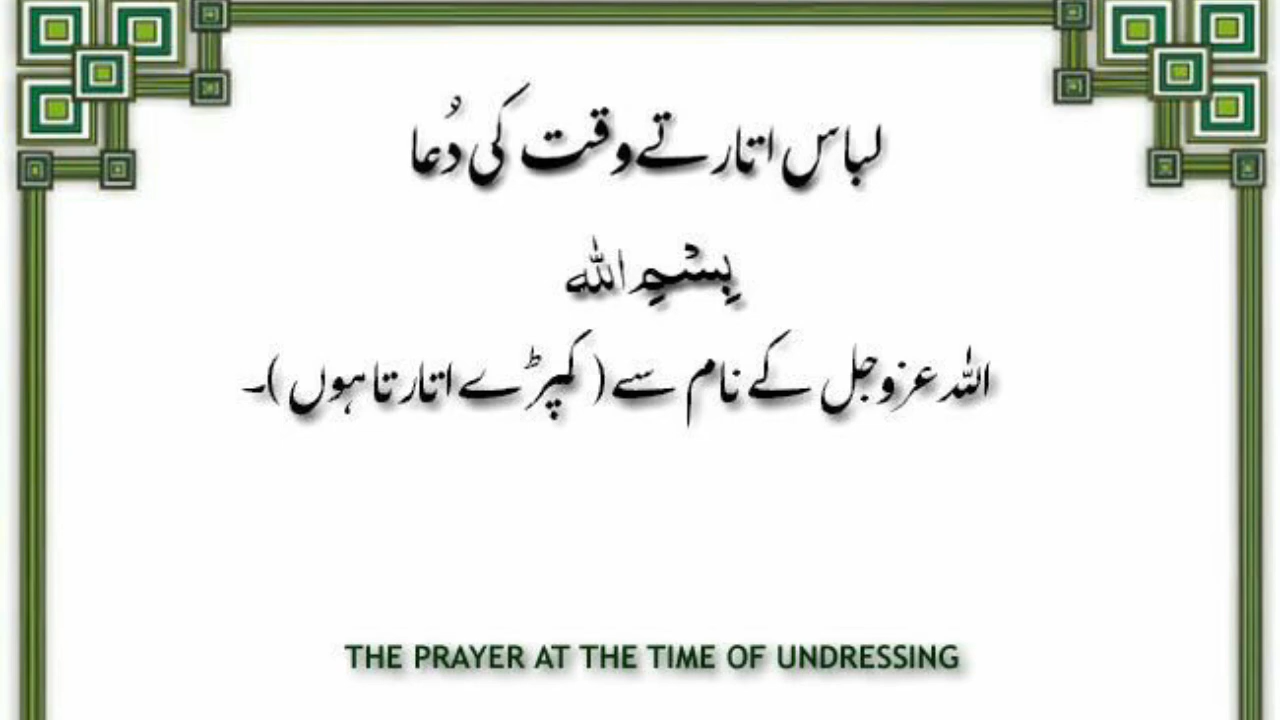 لباس اتارتے وقت کی دُعا
بِسْمِ اللہ
اللہ عزوجل کے نام سے ( کپڑے اتارتا ہوں )۔
THE PRAYER AT THE TIME OF UNDRESSING